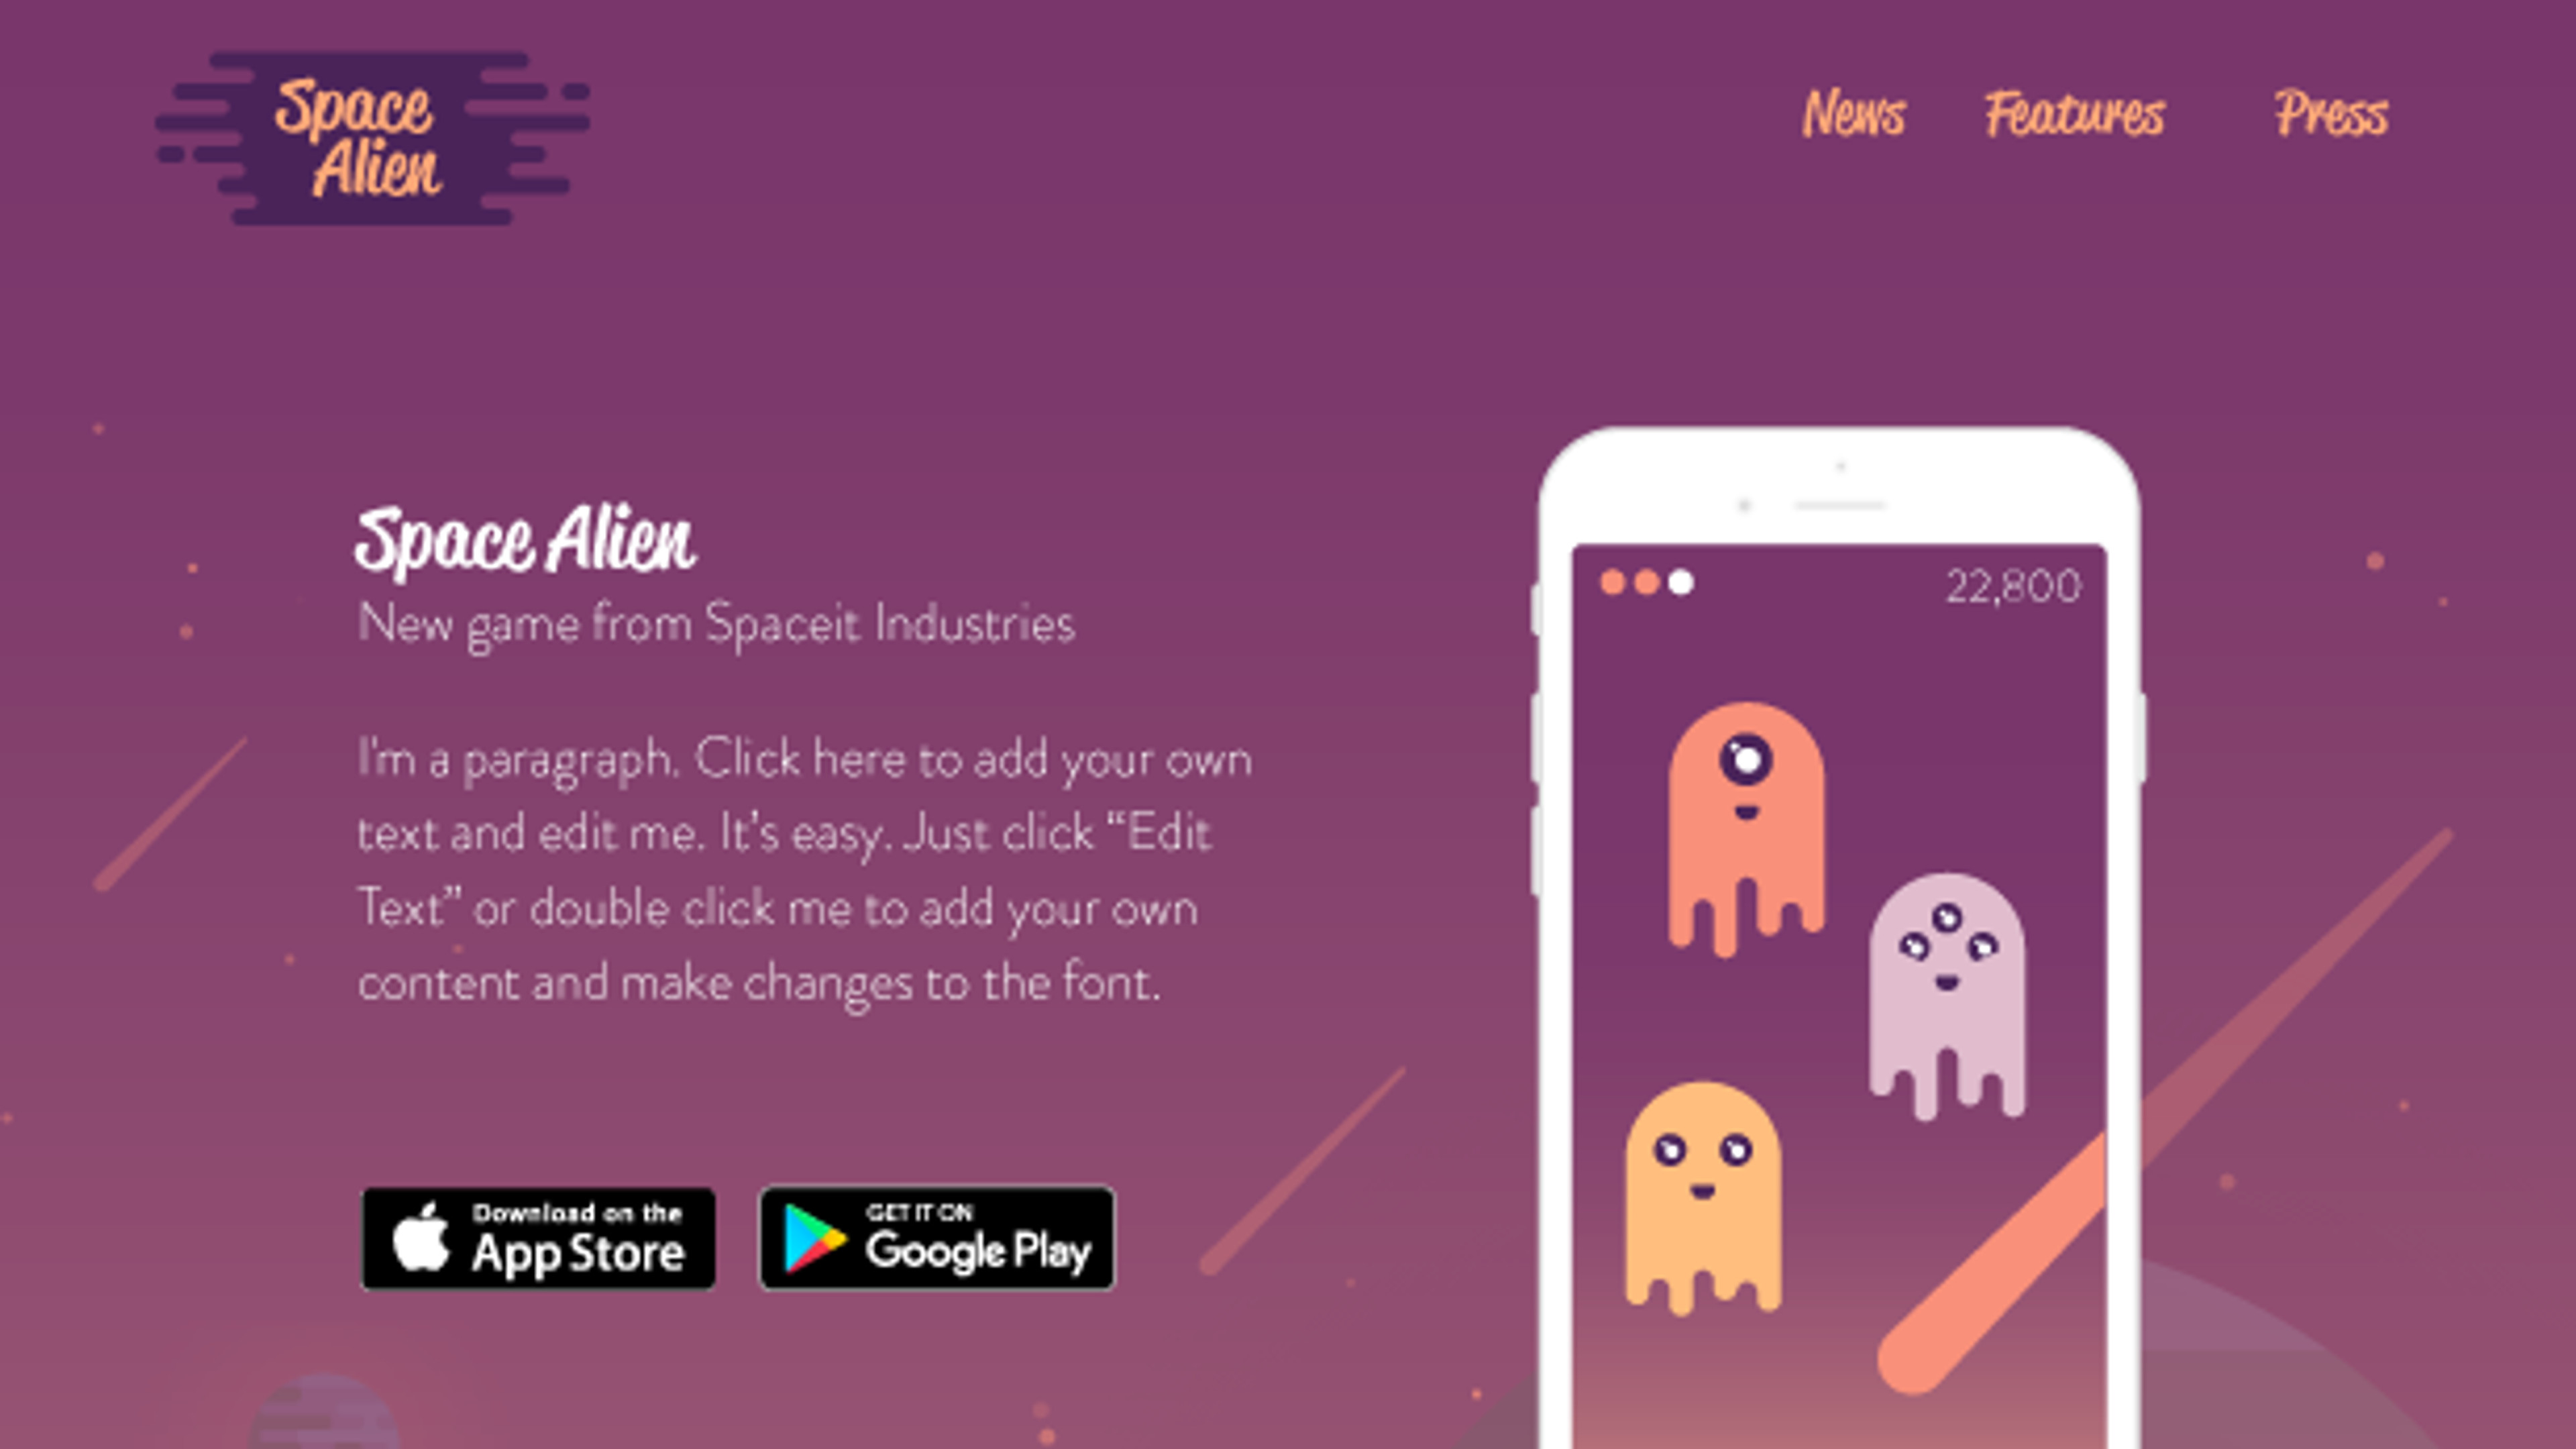 Space
Alien
News Features Press
Space Alien
New game from Spaceit Industries
I'm a paragraph. Click here to add your own
text and edit me. It's easy. Just click “Edit
Text” or double click me to add your own
content and make changes to the font.
Download on the
App Store
GET IT ON
Google Play
22,800